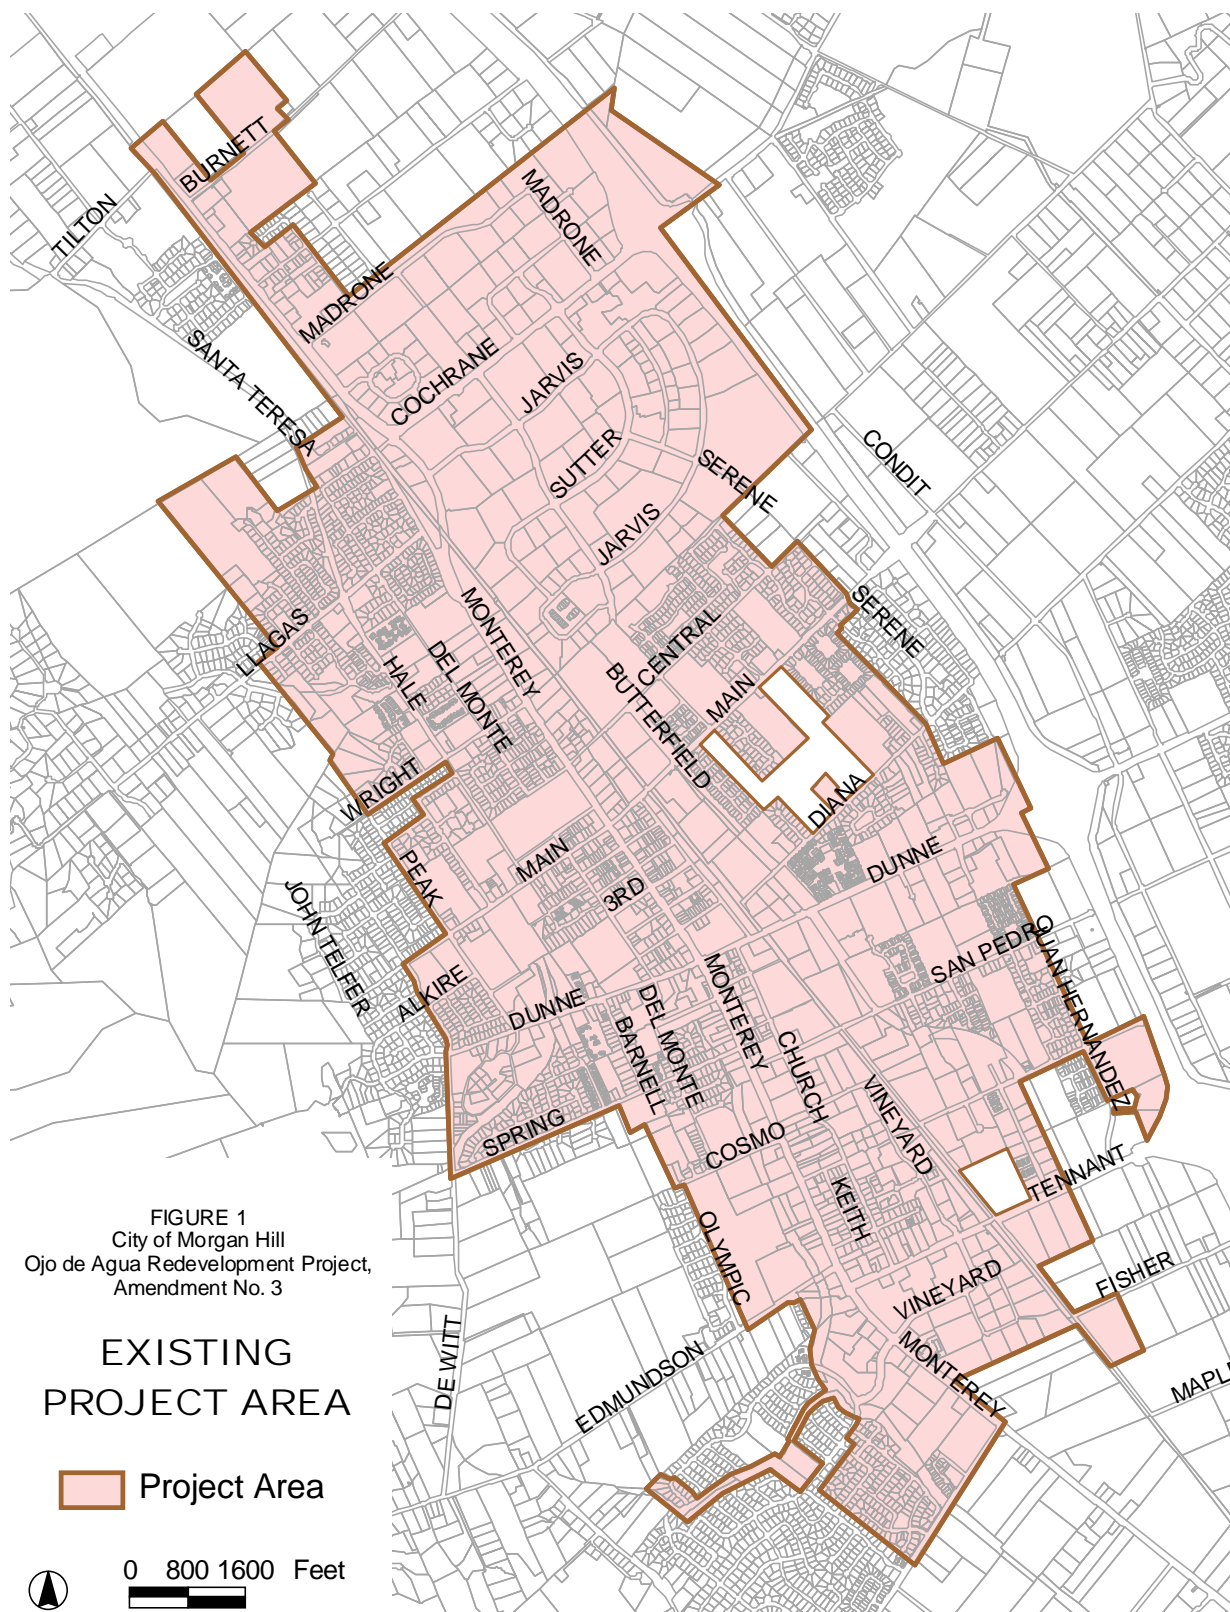 BURNETT
TILTON
MADRONE
MADRONE
SANTA TERESA
COCHRANE
JARVIS
SUTTER
CONDIT
SERENE
JARVIS
MONTEREY
SERENE
LLAGAS
CENTRAL
DEL MONTE
HALE
BUTTERFIELD
MAIN
WRIGHT
DIANA
PEAK
MAIN
DUNNE
3RD
JOHN TELFER
SAN PEDRO
JUAN HERNANDEZ
ALKIRE
DUNNE
MONTEREY
DEL MONTE
BARNELL
CHURCH
VINEYARD
SPRING
COSMO
TENNANT
KEITH
OLYMPIC
FISHER
VINEYARD
MONTEREY
DE WITT
EDMUNDSON
MAPL
FIGURE 1
City of Morgan Hill
Ojo de Agua Redevelopment Project,
Amendment No. 3
EXISTING
PROJECT AREA
Project Area
0 800 1600 Feet